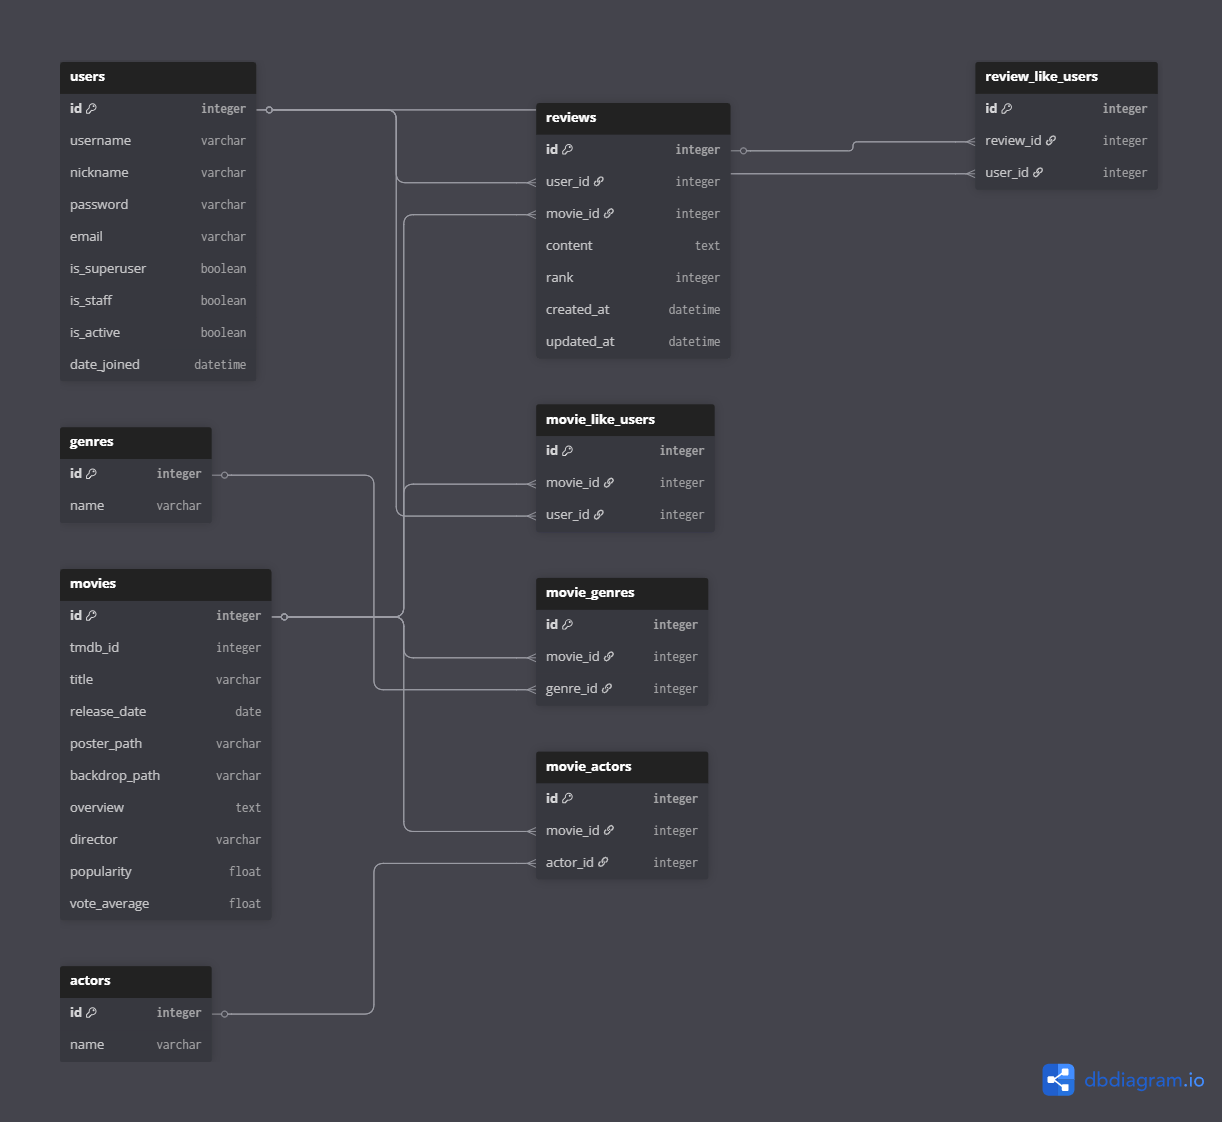 users
id integer
username varchar
nickname varchar
password varchar
email varchar
is_superuser boolean
is_staff boolean
is_active boolean
date_joined datetime
genres
id integer
name varchar
movies
id integer
tmdb_id integer
title varchar
release_date date
poster_path varchar
backdrop_path varchar
overview text
director varchar
popularity float
vote_average float
actors
id integer
name varchar
reviews
id integer
user_id integer
movie_id integer
content text
rank integer
created_at datetime
updated_at datetime
movie_like_users
id integer
movie_id integer
user_id integer
movie_genres
id integer
movie_id integer
genre_id integer
movie_actors
id integer
movie_id integer
actor_id integer
review_like_users
id integer
review_id integer
user_id integer
dbdiagram.io